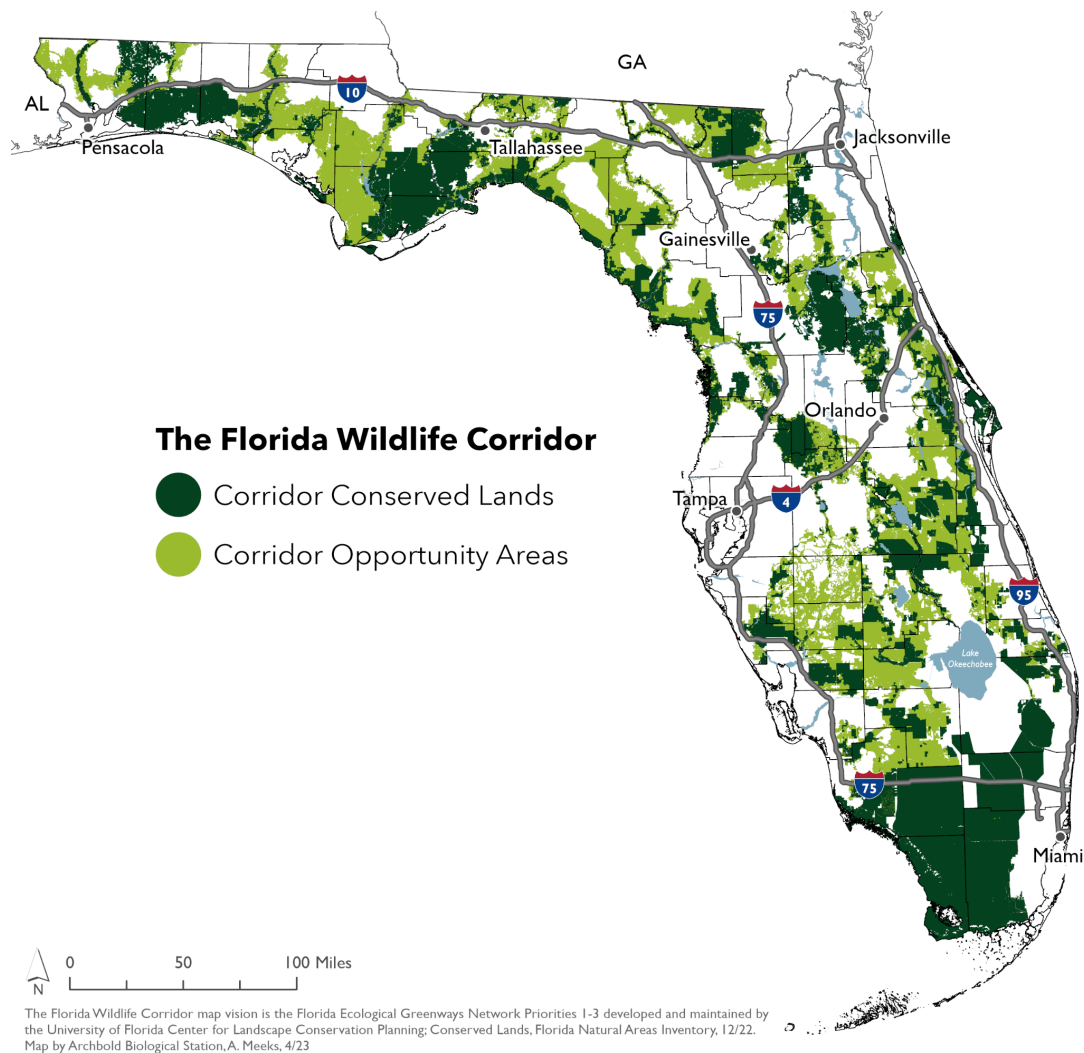 GA
AL
10
Pensacola
Tallahassee
Jacksonville
Gainesville
75
Orlando
The Florida Wildlife Corridor
Corridor Conserved Lands
Corridor Opportunity Areas
Tampa
4
95
Lake
Okeechobee
75
Miami
0 50 100 Miles
N
The Florida Wildlife Corridor map vision is the Florida Ecological Greenways Network Priorities 1-3 developed and maintained by
the University of Florida Center for Landscape Conservation Planning; Conserved Lands, Florida Natural Areas Inventory, 12/22.
Map by Archbold Biological Station, A. Meeks, 4/23